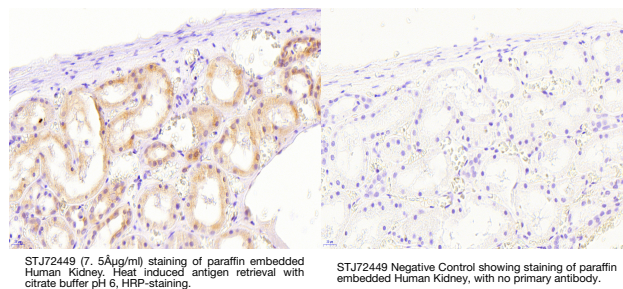 STJ72449 (7. 5Âµg/ml) staining of paraffin embedded
Human Kidney. Heat induced antigen retrieval with
citrate buffer pH 6, HRP-staining.
STJ72449 Negative Control showing staining of paraffin
embedded Human Kidney, with no primary antibody.